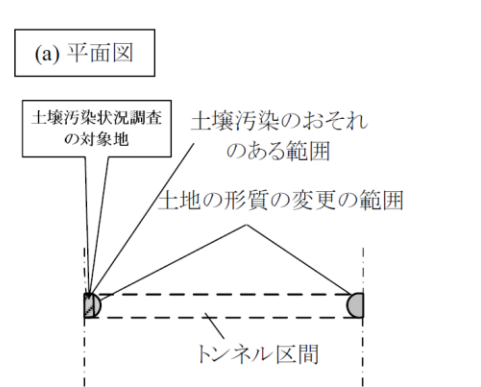 (a) 平面図
土壌汚染状況調査
の対象地
土壌汚染のおそれ
のある範囲
土地の形質の変更の範囲
トンネル区間